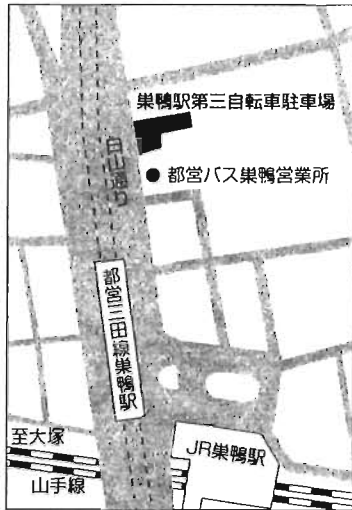 巣鴨駅第三自転車駐車場
白山通り
都営バス巣鴨営業所
都営三田線巣鴨駅
至大塚
JR巣鴨駅
山手線